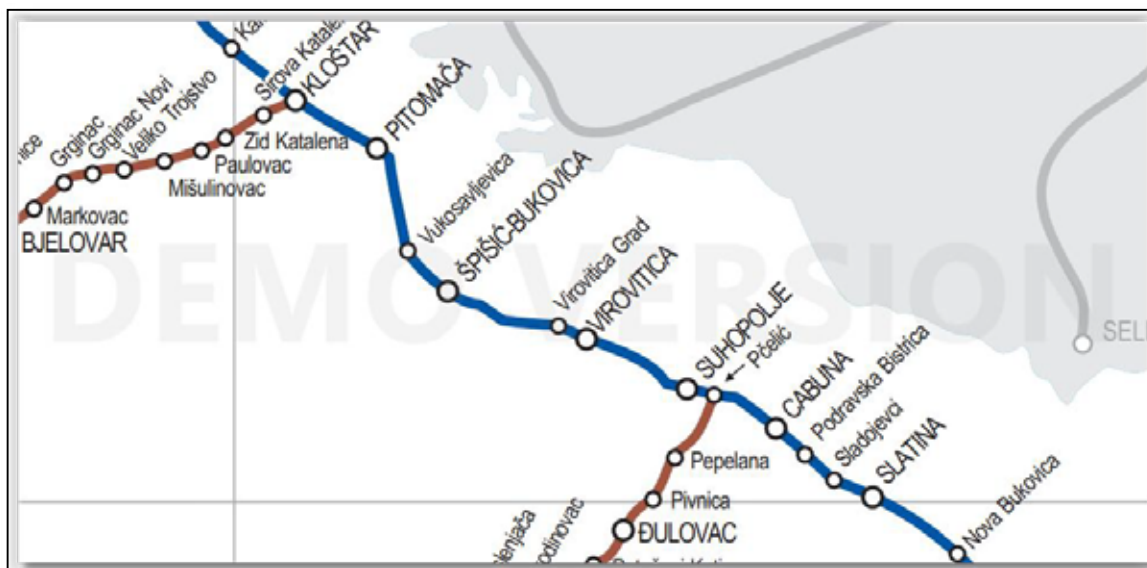 Sirova Katalena
KLOŠTAR
PITOMAČA
Grginac
Grginac Novi
Veliko Trojstvo
Zid Katalena
Paulovac
Mišulinovac
Markovac
BJELOVAR
Vukosavljevica
ŠPIŠIĆ-BUKOVICA
Virovitica Grad
VIROVITICA
DEMO VERSION
SUHOPOLJE
Pčelić
CABUNA
Podravska Bistrica
Sladojevci
SLATINA
Nova Bukovica
Pepelana
Pivnica
ĐULOVAC